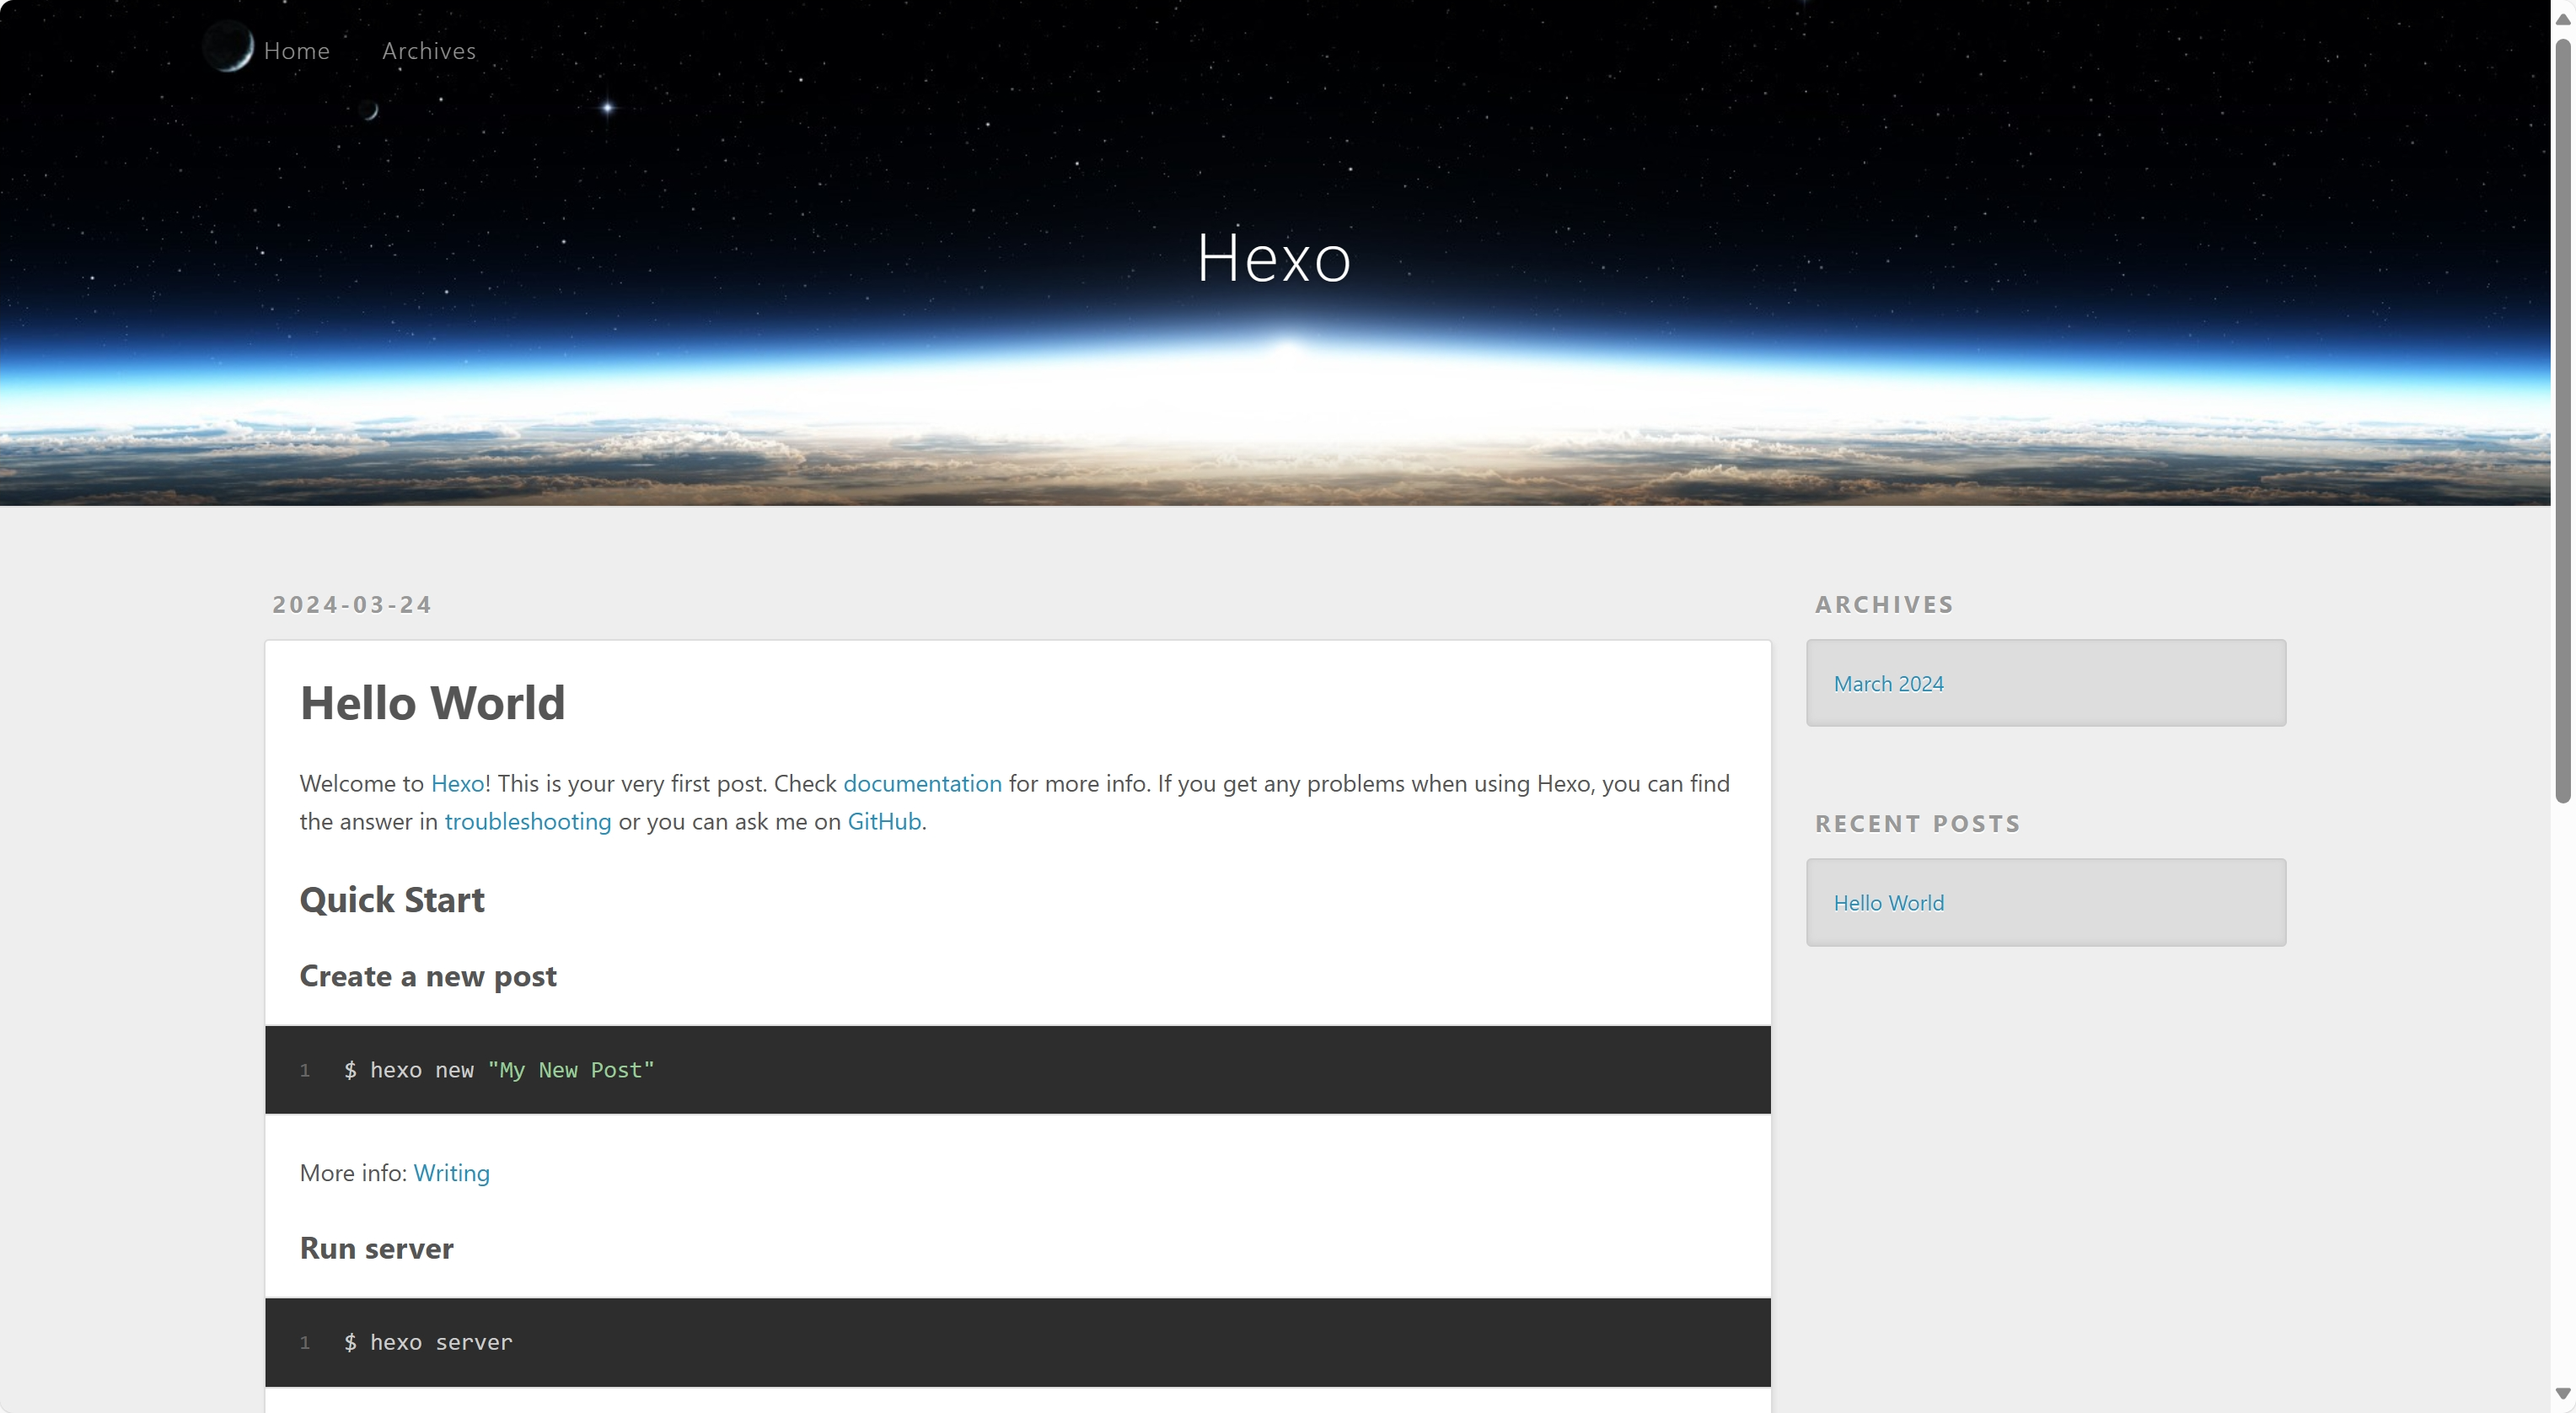 Home Archives
Hexo
2024-03-24
Hello World
Welcome to Hexo! This is your very first post. Check documentation for more info. If you get any problems when using Hexo, you can find
the answer in troubleshooting or you can ask me on GitHub.
Quick Start
Create a new post
1 $ hexo new "My New Post"
More info: Writing
Run server
1 $ hexo server
ARCHIVES
March 2024
RECENT POSTS
Hello World